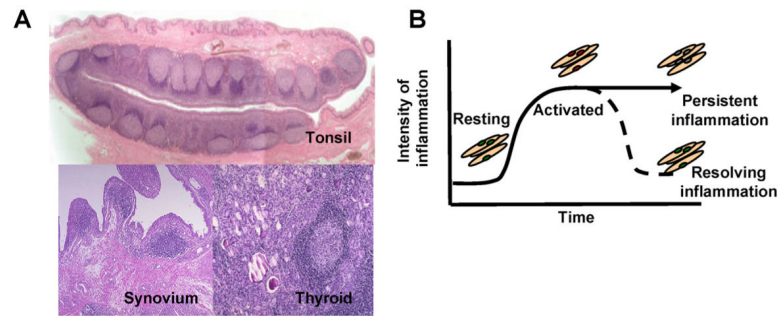 A
Tonsil
Synovium
Thyroid
B
Intensity of
inflammation
Resting
Activated
Persistent
inflammation
Resolving
inflammation
Time